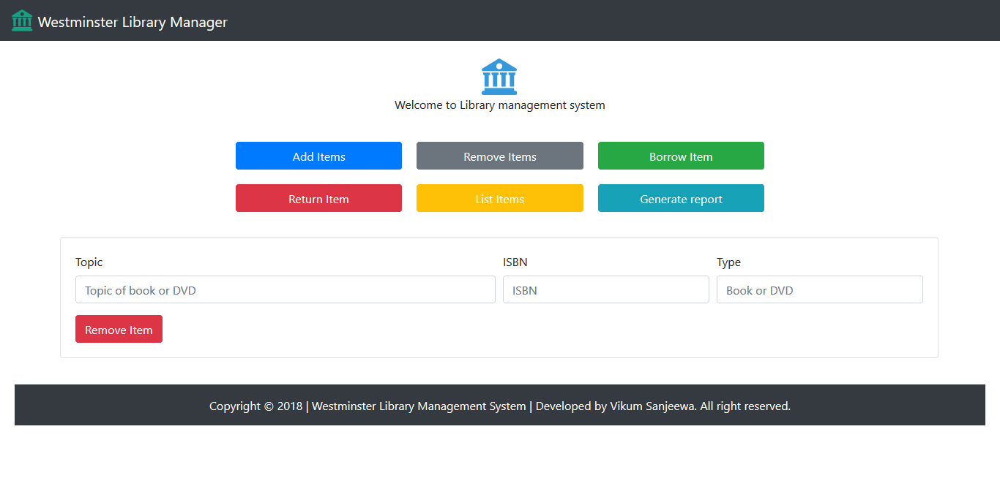 Westminster Library Manager
Welcome to Library management system
Add Items Remove Items Borrow Item
Return Item List Items Generate report
Topic ISBN Type
Topic of book or DVD ISBN Book or DVD
Remove Item
Copyright © 2018 | Westminster Library Management System | Developed by Vikum Sanjeewa. All right reserved.